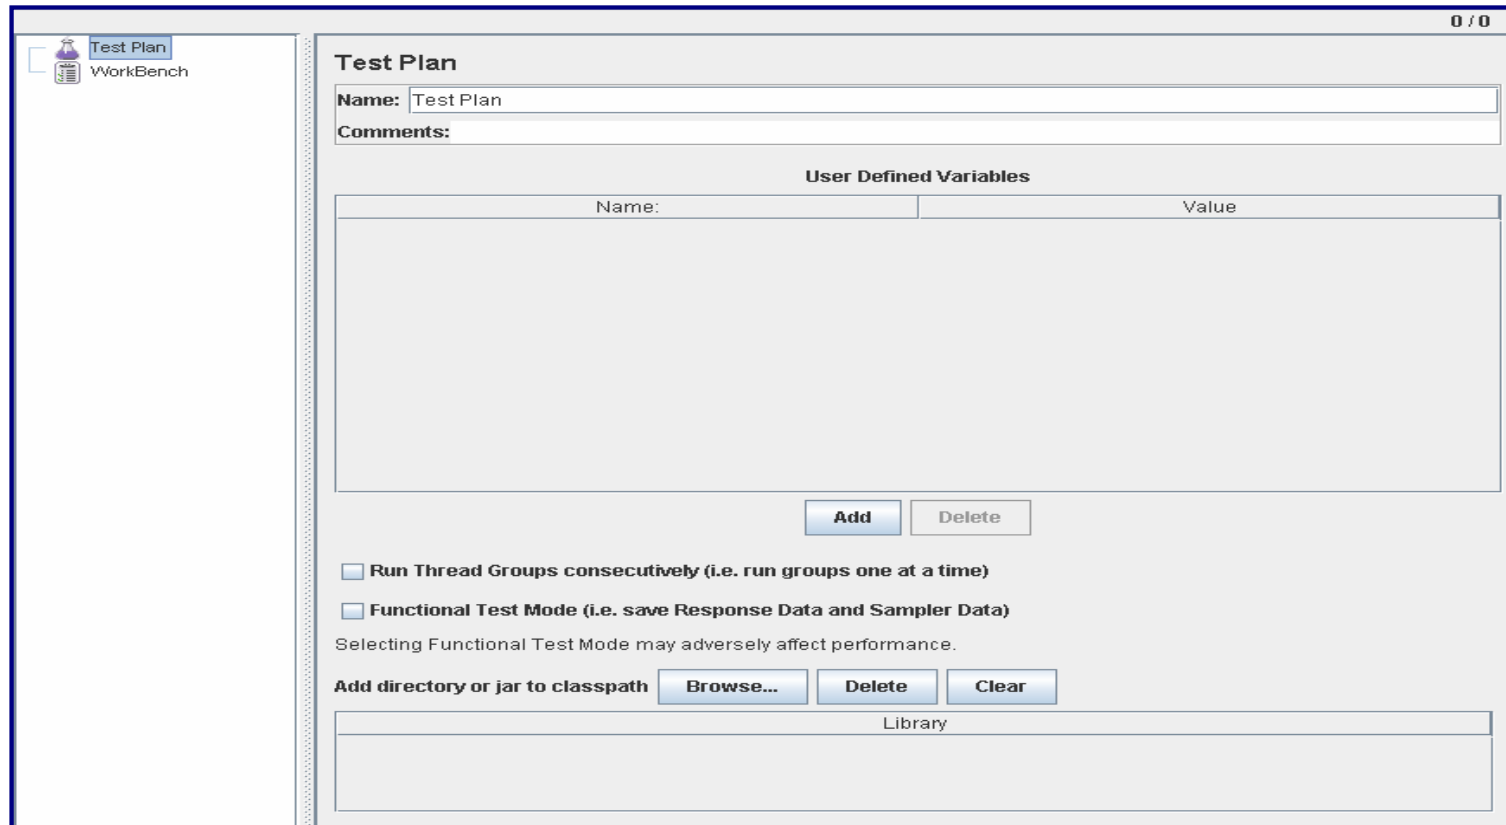 0 / 0
Test Plan
WorkBench
Test Plan
Name: Test Plan
Comments:
User Defined Variables
Name: Value
Add Delete
Run Thread Groups consecutively (i.e. run groups one at a time)
Functional Test Mode (i.e. save Response Data and Sampler Data)
Selecting Functional Test Mode may adversely affect performance.
Add directory or jar to classpath Browse... Delete Clear
Library